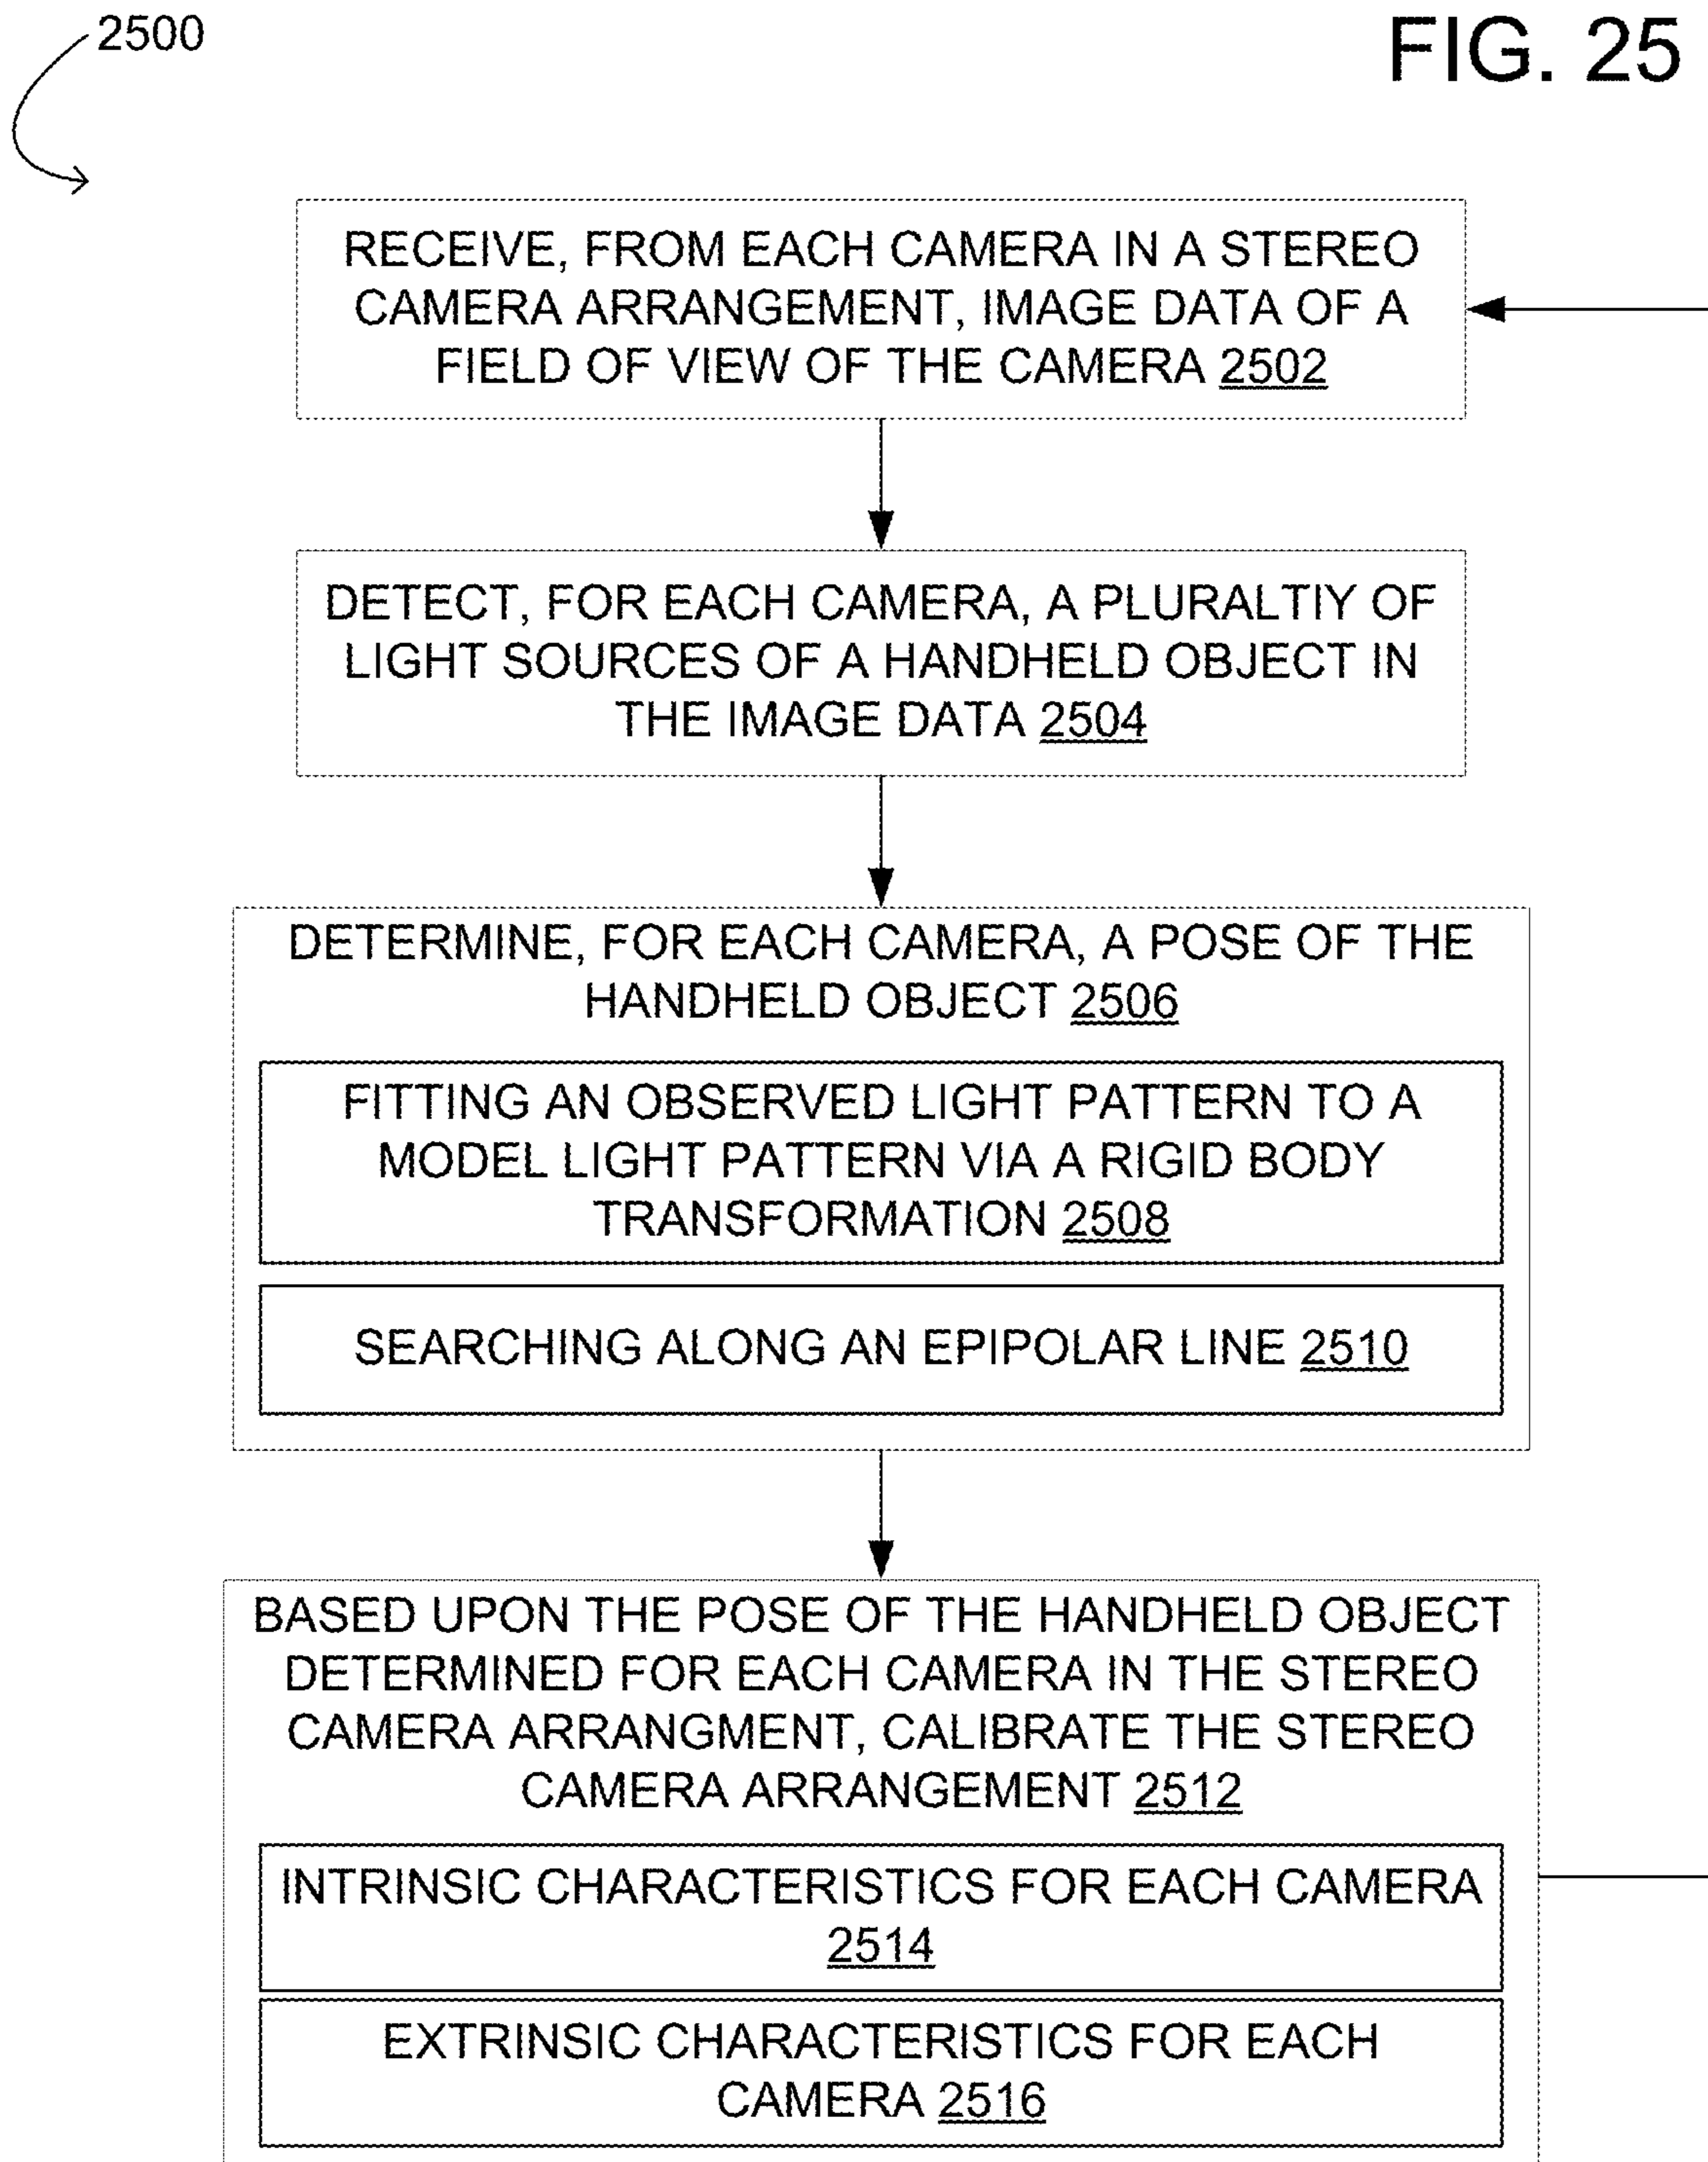 2500
FIG. 25
RECEIVE, FROM EACH CAMERA IN A STEREO
CAMERA ARRANGEMENT, IMAGE DATA OF A
FIELD OF VIEW OF THE CAMERA 2502
DETECT, FOR EACH CAMERA, A PLURALTIY OF
LIGHT SOURCES OF A HANDHELD OBJECT IN
THE IMAGE DATA 2504
DETERMINE, FOR EACH CAMERA, A POSE OF THE
HANDHELD OBJECT 2506
FITTING AN OBSERVED LIGHT PATTERN TO A
MODEL LIGHT PATTERN VIA A RIGID BODY
TRANSFORMATION 2508
SEARCHING ALONG AN EPIPOLAR LINE 2510
BASED UPON THE POSE OF THE HANDHELD OBJECT
DETERMINED FOR EACH CAMERA IN THE STEREO
CAMERA ARRANGMENT, CALIBRATE THE STEREO
CAMERA ARRANGEMENT 2512
INTRINSIC CHARACTERISTICS FOR EACH CAMERA
2514
EXTRINSIC CHARACTERISTICS FOR EACH
CAMERA 2516